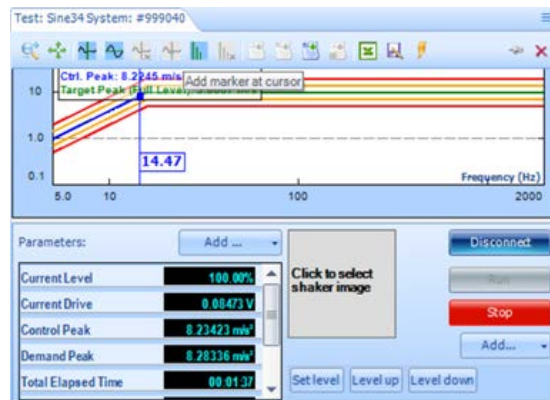 Test: Sine34 System: #999040
Ctrl. Peak: 8.2245 m/s
Add marker at cursor
Target Peak (Full Level):
10
1.0
0.1
14.47
Frequency (Hz)
5.0 10 100 2000
Parameters:
Add ...
Current Level 100.00%
Current Drive 0.08473 V
Control Peak 8.23423 m/s²
Demand Peak 8.28336 m/s²
Total Elapsed Time 00:01:37
Click to select
shaker image
Set level Level up Level down
Disconnect
Run
Stop
Add...